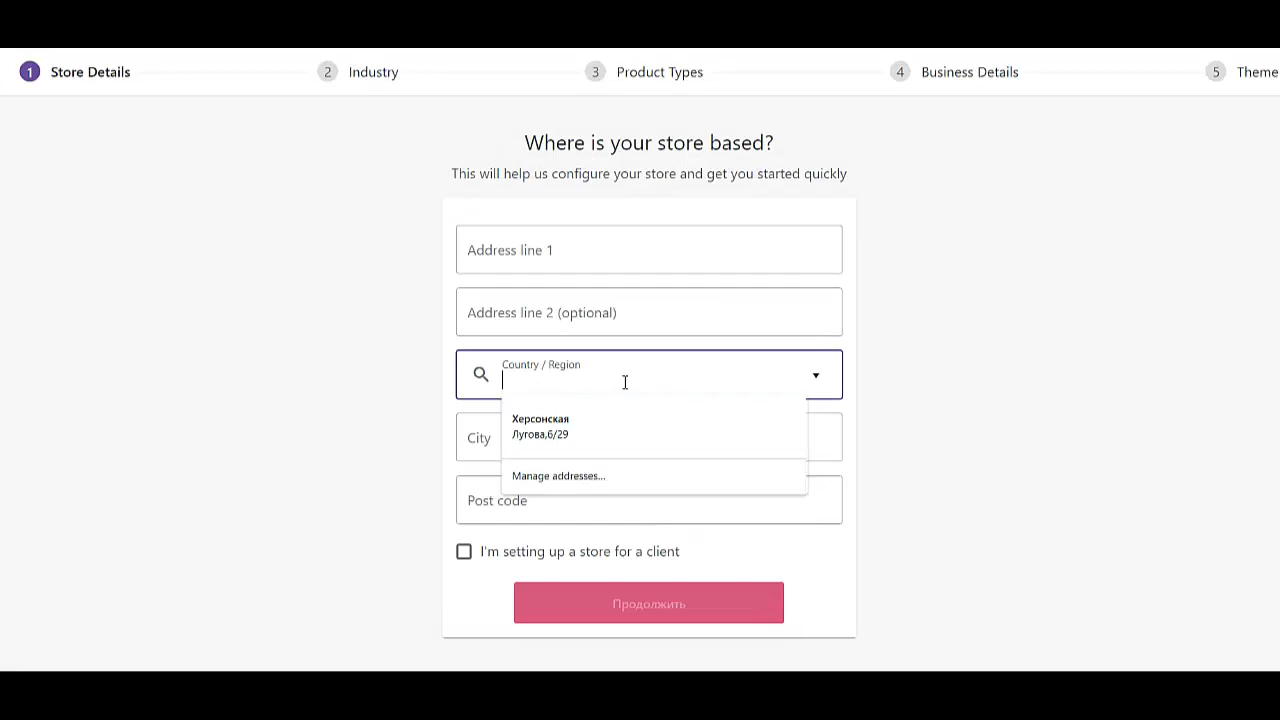 1 Store Details 2 Industry 3 Product Types 4 Business Details 5 Theme
Where is your store based?
This will help us configure your store and get you started quickly
Address line 1
Address line 2 (optional)
Country / Region
Херсонская
Лугова,6/29
City
Manage addresses...
Post code
I'm setting up a store for a client
Продолжить